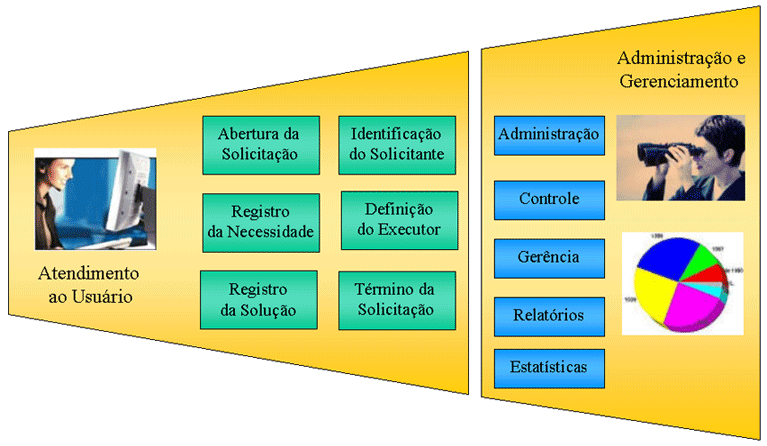 Atendimento
ao Usuário
Abertura da
Solicitação
Identificação
do Solicitante
Registro
da Necessidade
Definição
do Executor
Registro
da Solução
Término da
Solicitação
Administração e
Gerenciamento
Administração
Controle
Gerência
Relatórios
Estatísticas